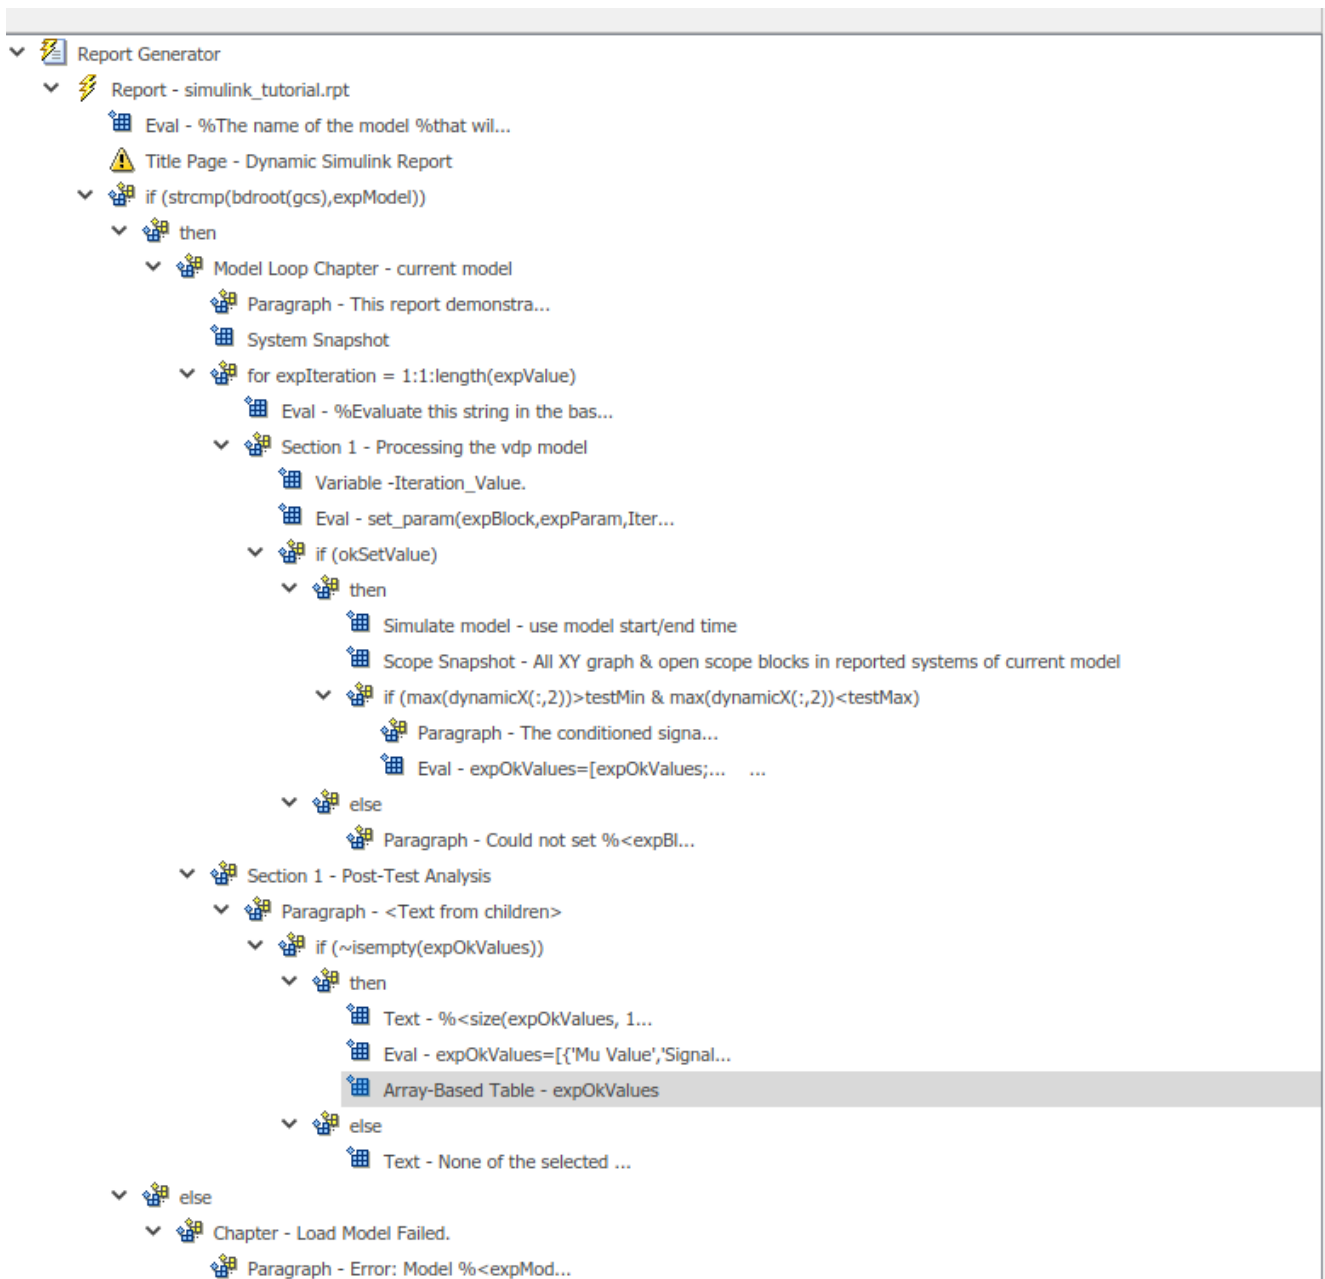 Report Generator
Report - simulink_tutorial.rpt
Eval - %The name of the model %that wil...
Title Page - Dynamic Simulink Report
if (strcmp(bdroot(gcs),expModel))
then
Model Loop Chapter - current model
Paragraph - This report demonstra...
System Snapshot
for expIteration = 1:1:length(expValue)
Eval - %Evaluate this string in the bas...
Section 1 - Processing the vdp model
Variable -Iteration_Value.
Eval - set_param(expBlock,expParam,Iter...
if (okSetValue)
then
Simulate model - use model start/end time
Scope Snapshot - All XY graph & open scope blocks in reported systems of current model
if (max(dynamicX(:,2))>testMin & max(dynamicX(:,2))<testMax)
Paragraph - The conditioned signa...
Eval - expOkValues=[expOkValues;... ...
else
Paragraph - Could not set %<expBl...
Section 1 - Post-Test Analysis
Paragraph - <Text from children>
if (~isempty(expOkValues))
then
Text - %<size(expOkValues, 1...
Eval - expOkValues=[{'Mu Value','Signal...
Array-Based Table - expOkValues
else
Text - None of the selected ...
else
Chapter - Load Model Failed.
Paragraph - Error: Model %<expMod...